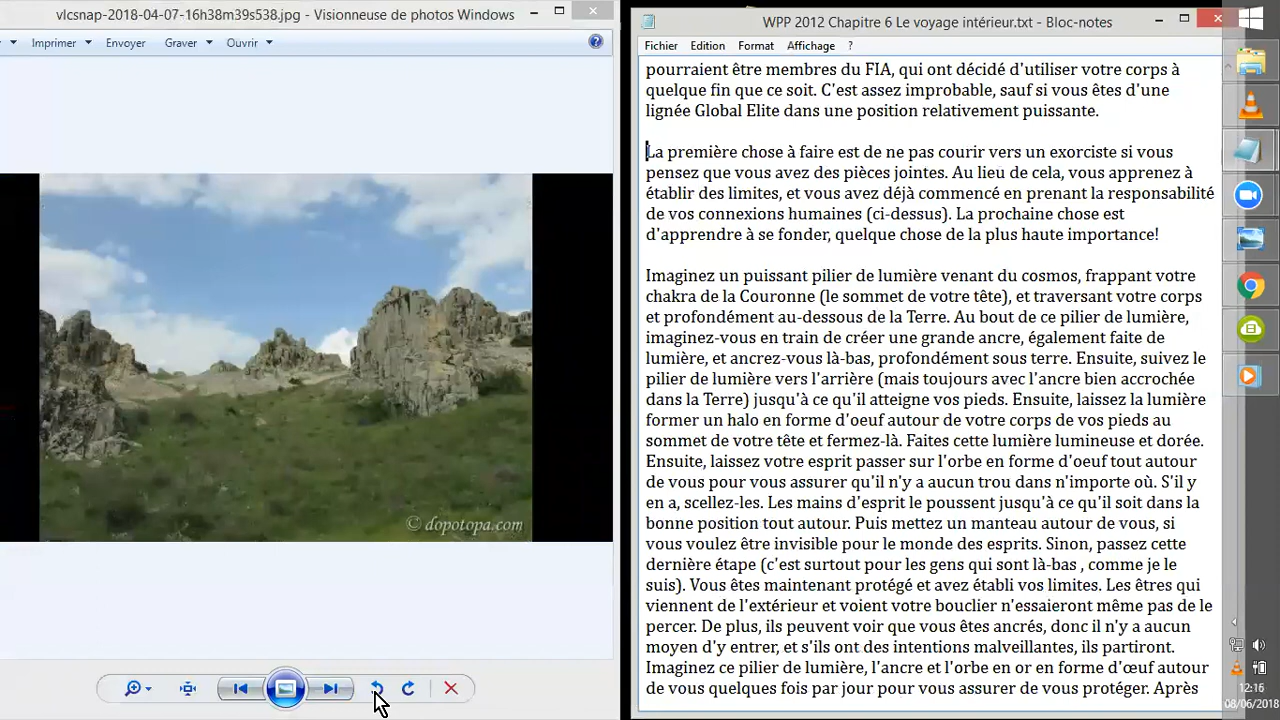 vlcsnap-2018-04-07-16h38m39s538.jpg - Visionneuse de photos Windows
Imprimer Envoyer Graver Ouvrir
© dopotopa.com
WPP 2012 Chapitre 6 Le voyage intérieur.txt - Bloc-notes
Fichier Edition Format Affichage ?
pourraient être membres du FIA, qui ont décidé d'utiliser votre corps à
quelque fin que ce soit. C'est assez improbable, sauf si vous êtes d'une
lignée Global Elite dans une position relativement puissante.
La première chose à faire est de ne pas courir vers un exorciste si vous
pensez que vous avez des pièces jointes. Au lieu de cela, vous apprenez à
établir des limites, et vous avez déjà commencé en prenant la responsabilité
de vos connexions humaines (ci-dessus). La prochaine chose est
d'apprendre à se fonder, quelque chose de la plus haute importance!
Imaginez un puissant pilier de lumière venant du cosmos, frappant votre
chakra de la Couronne (le sommet de votre tête), et traversant votre corps
et profondément au-dessous de la Terre. Au bout de ce pilier de lumière,
imaginez-vous en train de créer une grande ancre, également faite de
lumière, et ancrez-vous là-bas, profondément sous terre. Ensuite, suivez le
pilier de lumière vers l'arrière (mais toujours avec l'ancre bien accrochée
dans la Terre) jusqu'à ce qu'il atteigne vos pieds. Ensuite, laissez la lumière
former un halo en forme d'oeuf autour de votre corps de vos pieds au
sommet de votre tête et fermez-là. Faites cette lumière lumineuse et dorée.
Ensuite, laissez votre esprit passer sur l'orbe en forme d'oeuf tout autour
de vous pour vous assurer qu'il n'y a aucun trou dans n'importe où. S'il y
en a, scellez-les. Les mains d'esprit le poussent jusqu'à ce qu'il soit dans la
bonne position tout autour. Puis mettez un manteau autour de vous, si
vous voulez être invisible pour le monde des esprits. Sinon, passez cette
dernière étape (c'est surtout pour les gens qui sont là-bas , comme je le
suis). Vous êtes maintenant protégé et avez établi vos limites. Les êtres qui
viennent de l'extérieur et voient votre bouclier n'essaieront même pas de le
percer. De plus, ils peuvent voir que vous êtes ancrés, donc il n'y a aucun
moyen d'y entrer, et s'ils ont des intentions malveillantes, ils partiront.
Imaginez ce pilier de lumière, l'ancre et l'orbe en or en forme d'œuf autour
de vous quelques fois par jour pour vous assurer de vous protéger. Après
12:16
08/06/2018